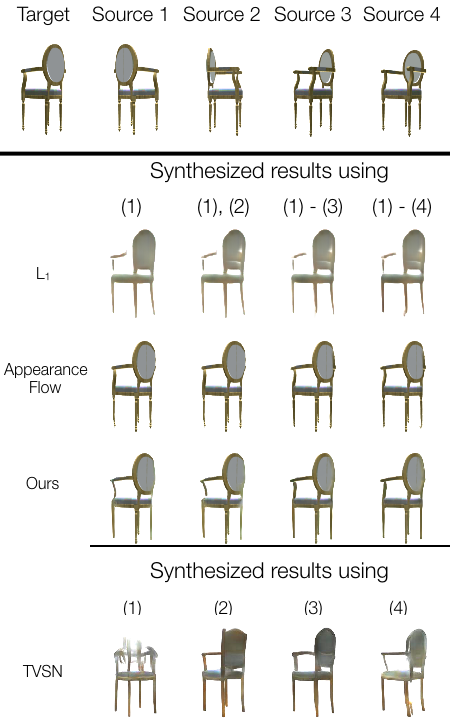 Target Source 1 Source 2 Source 3 Source 4
Synthesized results using
(1) (1), (2) (1) - (3) (1) - (4)
L₁
Appearance
Flow
Ours
Synthesized results using
(1) (2) (3) (4)
TVSN